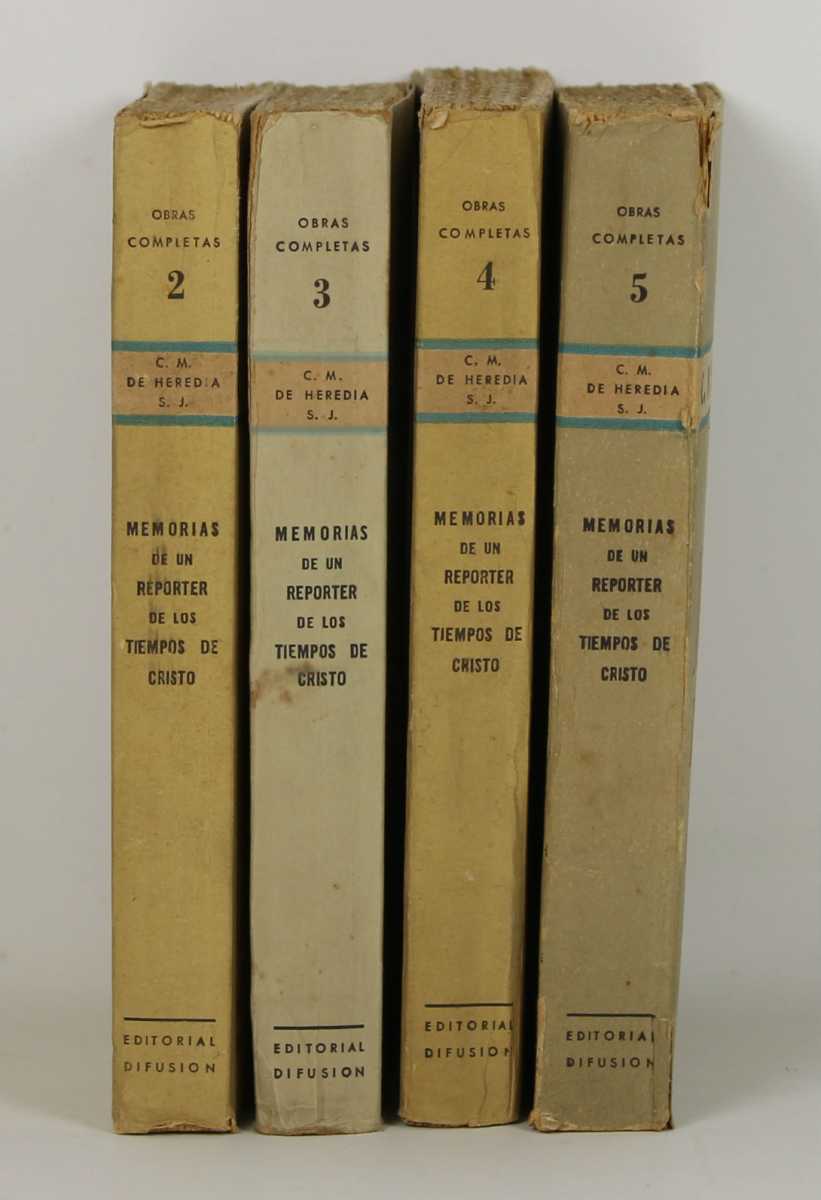 OBRAS
COMPLETAS
2
C. M.
DE HEREDIA
S. J.
MEMORIAS
DE UN
REPORTER
DE LOS
TIEMPOS DE
CRISTO
EDITORIAL
DIFUSION
OBRAS
COMPLETAS
3
C. M.
DE HEREDIA
S. J.
MEMORIAS
DE UN
REPORTER
DE LOS
TIEMPOS DE
CRISTO
EDITORIAL
DIFUSION
OBRAS
COMPLETAS
4
C. M.
DE HEREDIA
S. J.
MEMORIAS
DE UN
REPORTER
DE LOS
TIEMPOS DE
CRISTO
EDITORIAL
DIFUSION
OBRAS
COMPLETAS
5
C. M.
DE HEREDIA
S. J.
MEMORIAS
DE UN
REPORTER
DE LOS
TIEMPOS DE
CRISTO
EDITORIAL
DIFUSION